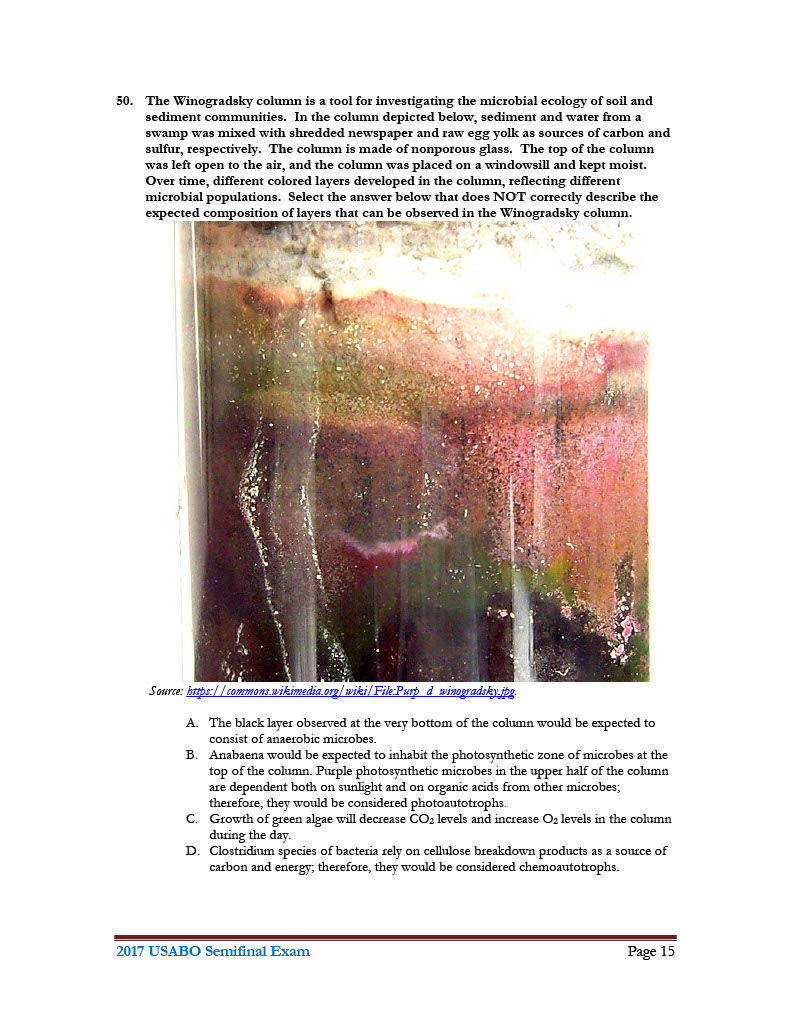 50. The Winogradsky column is a tool for investigating the microbial ecology of soil and
sediment communities. In the column depicted below, sediment and water from a
swamp was mixed with shredded newspaper and raw egg yolk as sources of carbon and
sulfur, respectively. The column is made of nonporous glass. The top of the column
was left open to the air, and the column was placed on a windowsill and kept moist.
Over time, different colored layers developed in the column, reflecting different
microbial populations. Select the answer below that does NOT correctly describe the
expected composition of layers that can be observed in the Winogradsky column.
Source: https://commons.wikimedia.org/wiki/File:Purp_d_winogradsky.jpg.
A. The black layer observed at the very bottom of the column would be expected to
consist of anaerobic microbes.
B. Anabaena would be expected to inhabit the photosynthetic zone of microbes at the
top of the column. Purple photosynthetic microbes in the upper half of the column
are dependent both on sunlight and on organic acids from other microbes;
therefore, they would be considered photoautotrophs.
C. Growth of green algae will decrease CO2 levels and increase O2 levels in the column
during the day.
D. Clostridium species of bacteria rely on cellulose breakdown products as a source of
carbon and energy; therefore, they would be considered chemoautotrophs.
2017 USABO Semifinal Exam Page 15